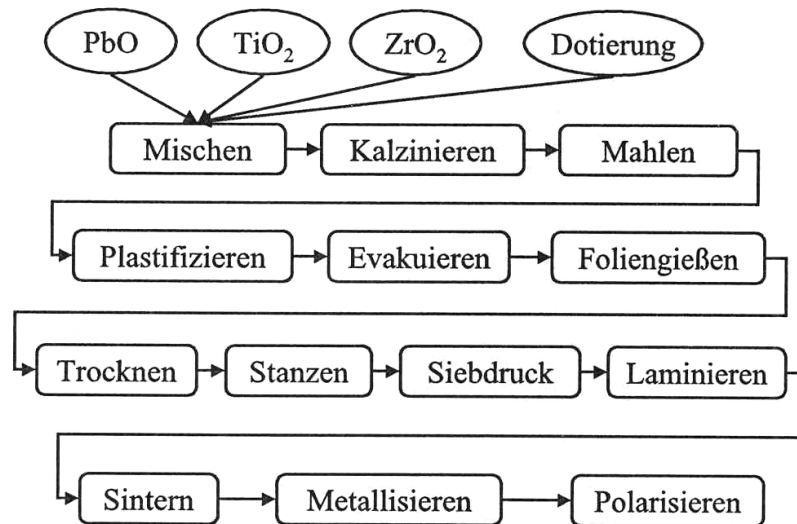 PbO TiO₂ ZrO₂ Dotierung
Mischen Kalzinieren Mahlen
Plastifizieren Evakuieren Foliengießen
Trocknen Stanzen Siebdruck Laminieren
Sintern Metallisieren Polarisieren